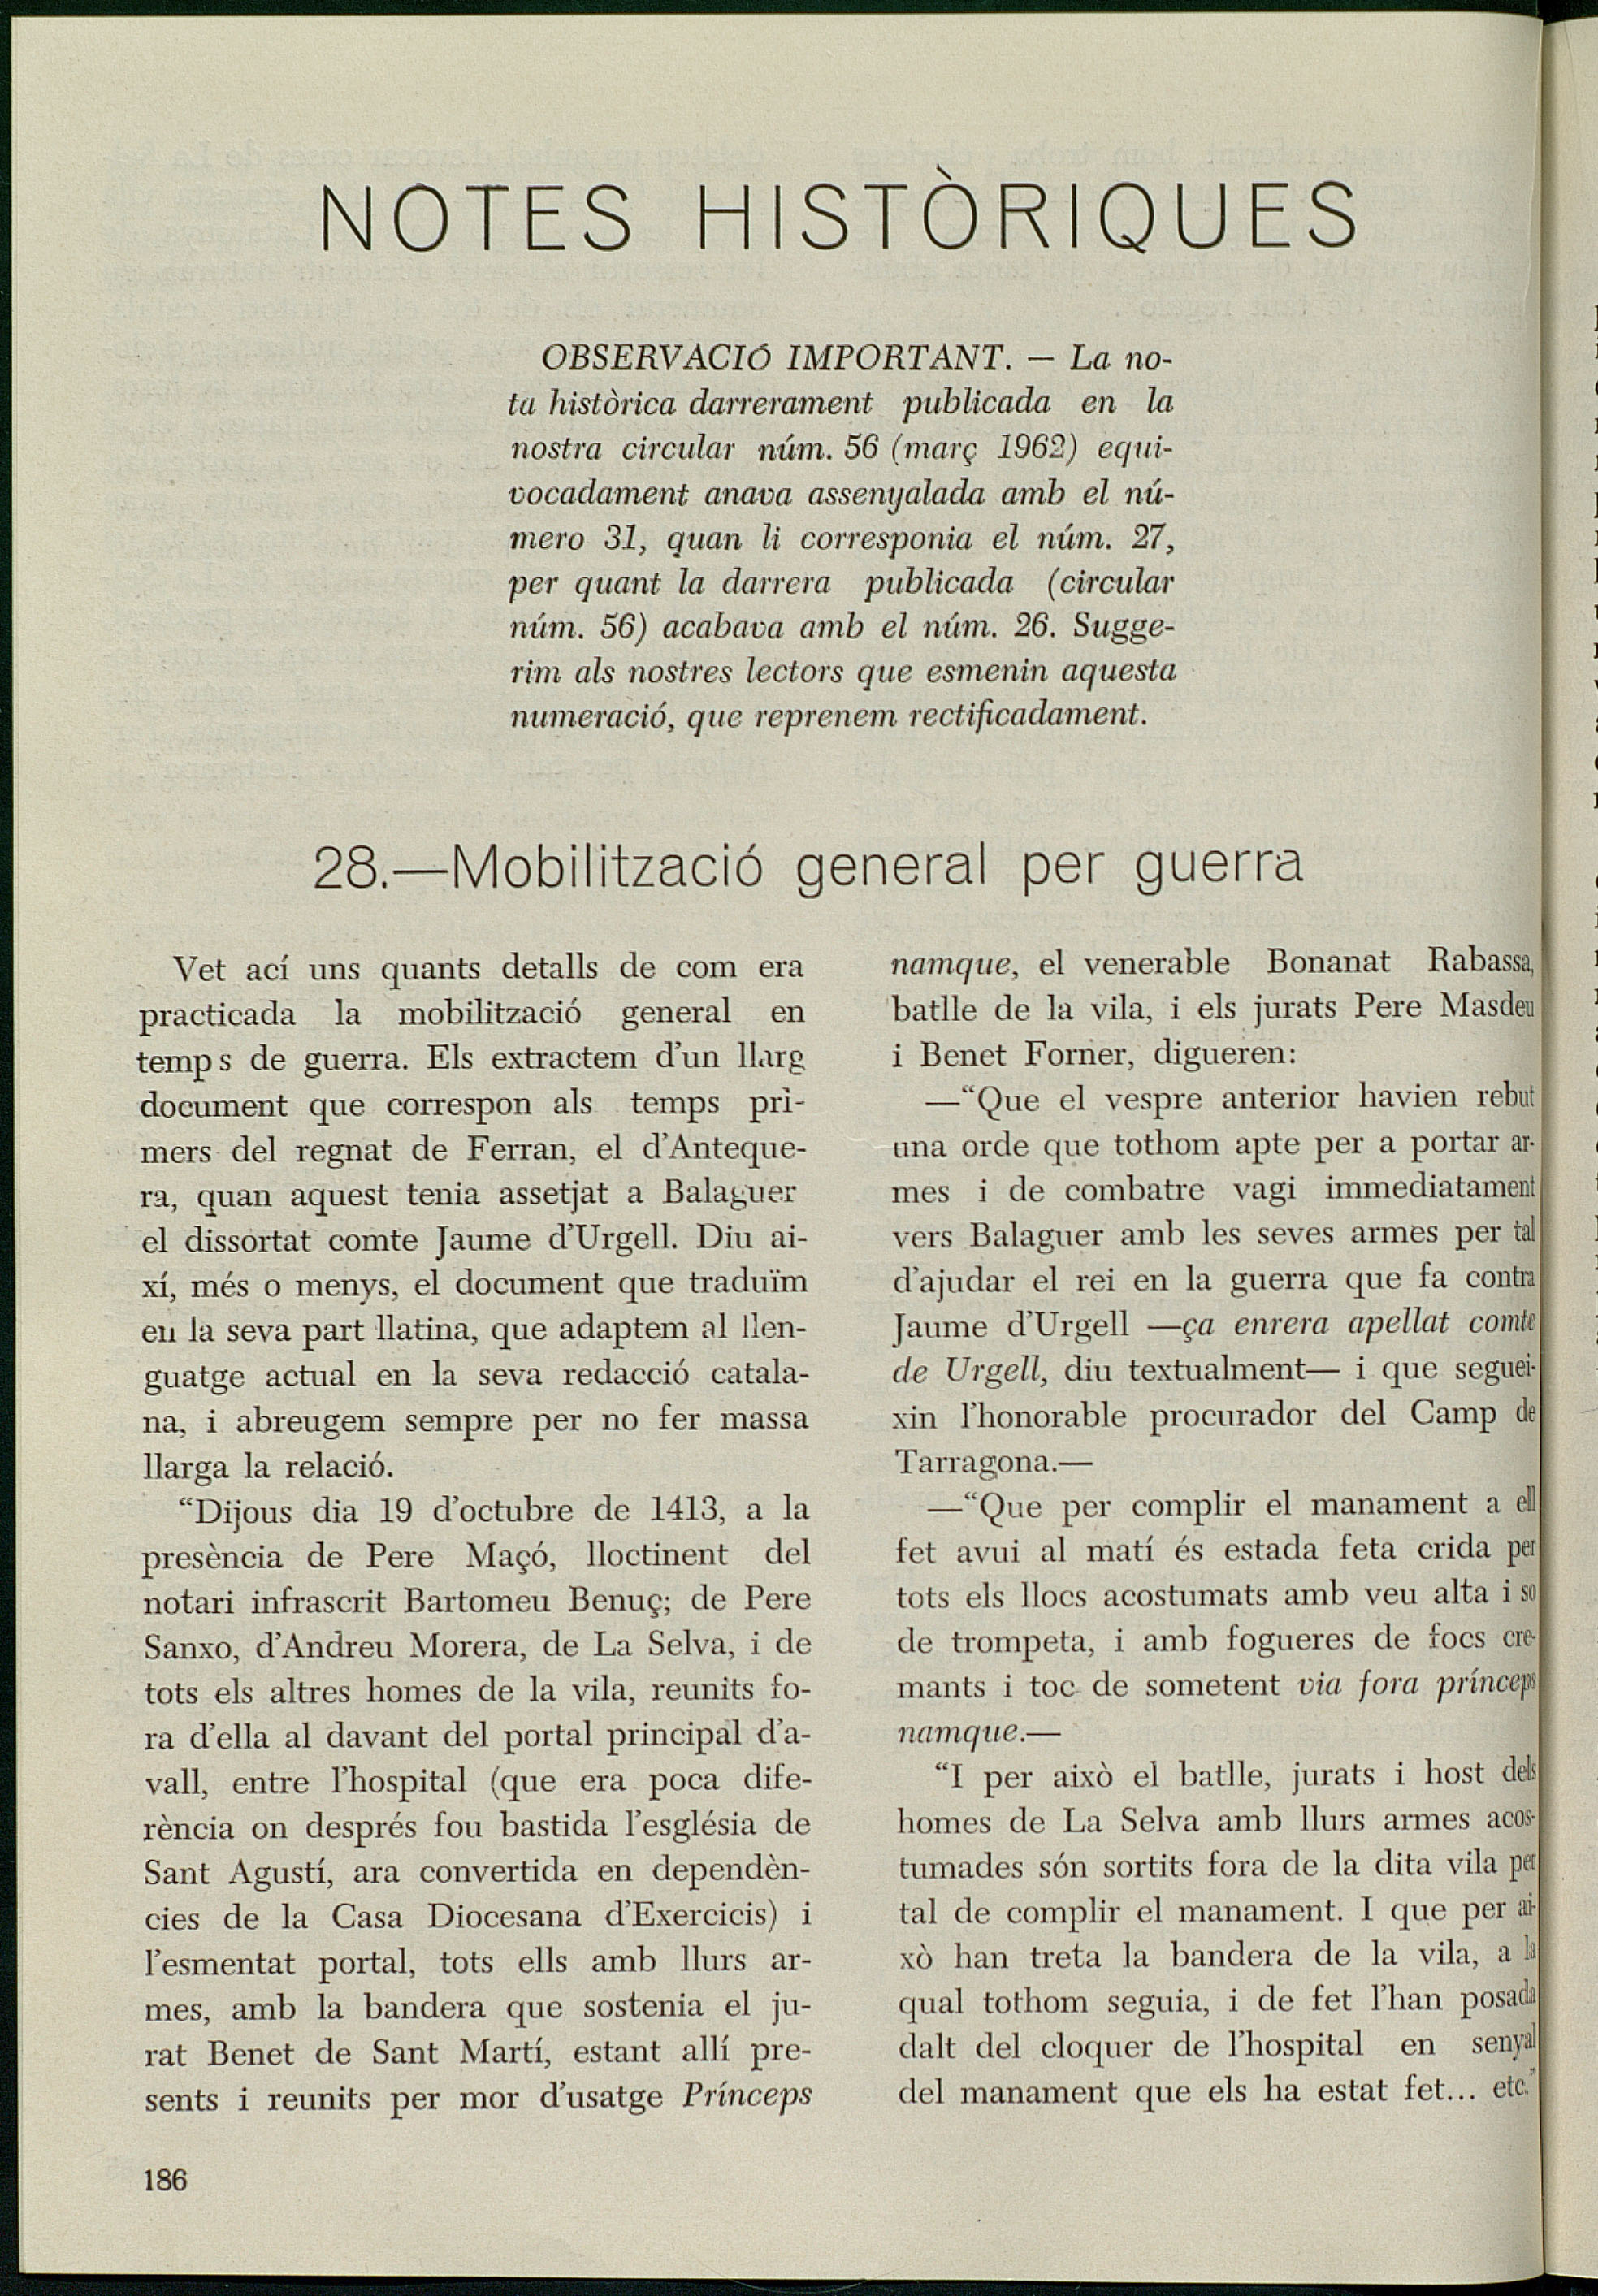 NOTES HISTÒRIQUES
OBSERVACIÓ IMPORTANT. — La no-
ta històrica darrerament publicada en la
nostra circular núm. 56 (març 1962) equi-
vocadament anava assenyalada amb el nú-
mero 31, quan li corresponia el núm. 27,
per quant la darrera publicada (circular
núm. 56) acabava amb el núm. 26. Sugge-
rim als nostres lectors que esmenin aquesta
numeració, que reprenem rectificadament.
28.—Mobilització general per guerra
Vet ací uns quants detalls de com era
practicada la mobilització general en
temps de guerra. Els extractem d'un llarg
document que correspon als temps pri-
mers del regnat de Ferran, el d'Anteque-
ra, quan aquest tenia assetjat a Balaguer
el dissortat comte Jaume d'Urgell. Diu ai-
xí, més o menys, el document que traduïm
en la seva part llatina, que adaptem al llen-
guatge actual en la seva redacció catala-
na, i abreugem sempre per no fer massa
llarga la relació.
“Dijous dia 19 d'octubre de 1413, a la
presència de Pere Maçó, lloctinent del
notari infrascrit Bartomeu Benuç; de Pere
Sanxo, d'Andreu Morera, de La Selva, i de
tots els altres homes de la vila, reunits fo-
ra d'ella al davant del portal principal d'a-
vall, entre l'hospital (que era poca dife-
rència on després fou bastida l'església de
Sant Agustí, ara convertida en dependèn-
cies de la Casa Diocesana d'Exercicis) i
l'esmentat portal, tots ells amb llurs ar-
mes, amb la bandera que sostenia el ju-
rat Benet de Sant Martí, estant allí pre-
sents i reunits per mor d'usatge Prínceps
namque, el venerable Bonanat Rabassa,
batlle de la vila, i els jurats Pere Masdeu
i Benet Forner, digueren:
—“Que el vespre anterior havien rebut
una orde que tothom apte per a portar ar-
mes i de combatre vagi immediatament
vers Balaguer amb les seves armes per tal
d'ajudar el rei en la guerra que fa contra
Jaume d'Urgell —ça enrera apellat comte
de Urgell, diu textualment— i que seguei-
xin l'honorable procurador del Camp de
Tarragona.—
—“Que per complir el manament a ell
fet avui al matí és estada feta crida per
tots els llocs acostumats amb veu alta i so
de trompeta, i amb fogueres de focs cre-
mants i toc de sometent via fora prínceps
namque.—
“I per això el batlle, jurats i host dels
homes de La Selva amb llurs armes acos-
tumades són sortits fora de la dita vila per
tal de complir el manament. I que per ai-
xò han treta la bandera de la vila, a la
qual tothom seguia, i de fet l'han posada
dalt del cloquer de l'hospital en senyal
del manament que els ha estat fet... etc.”
186